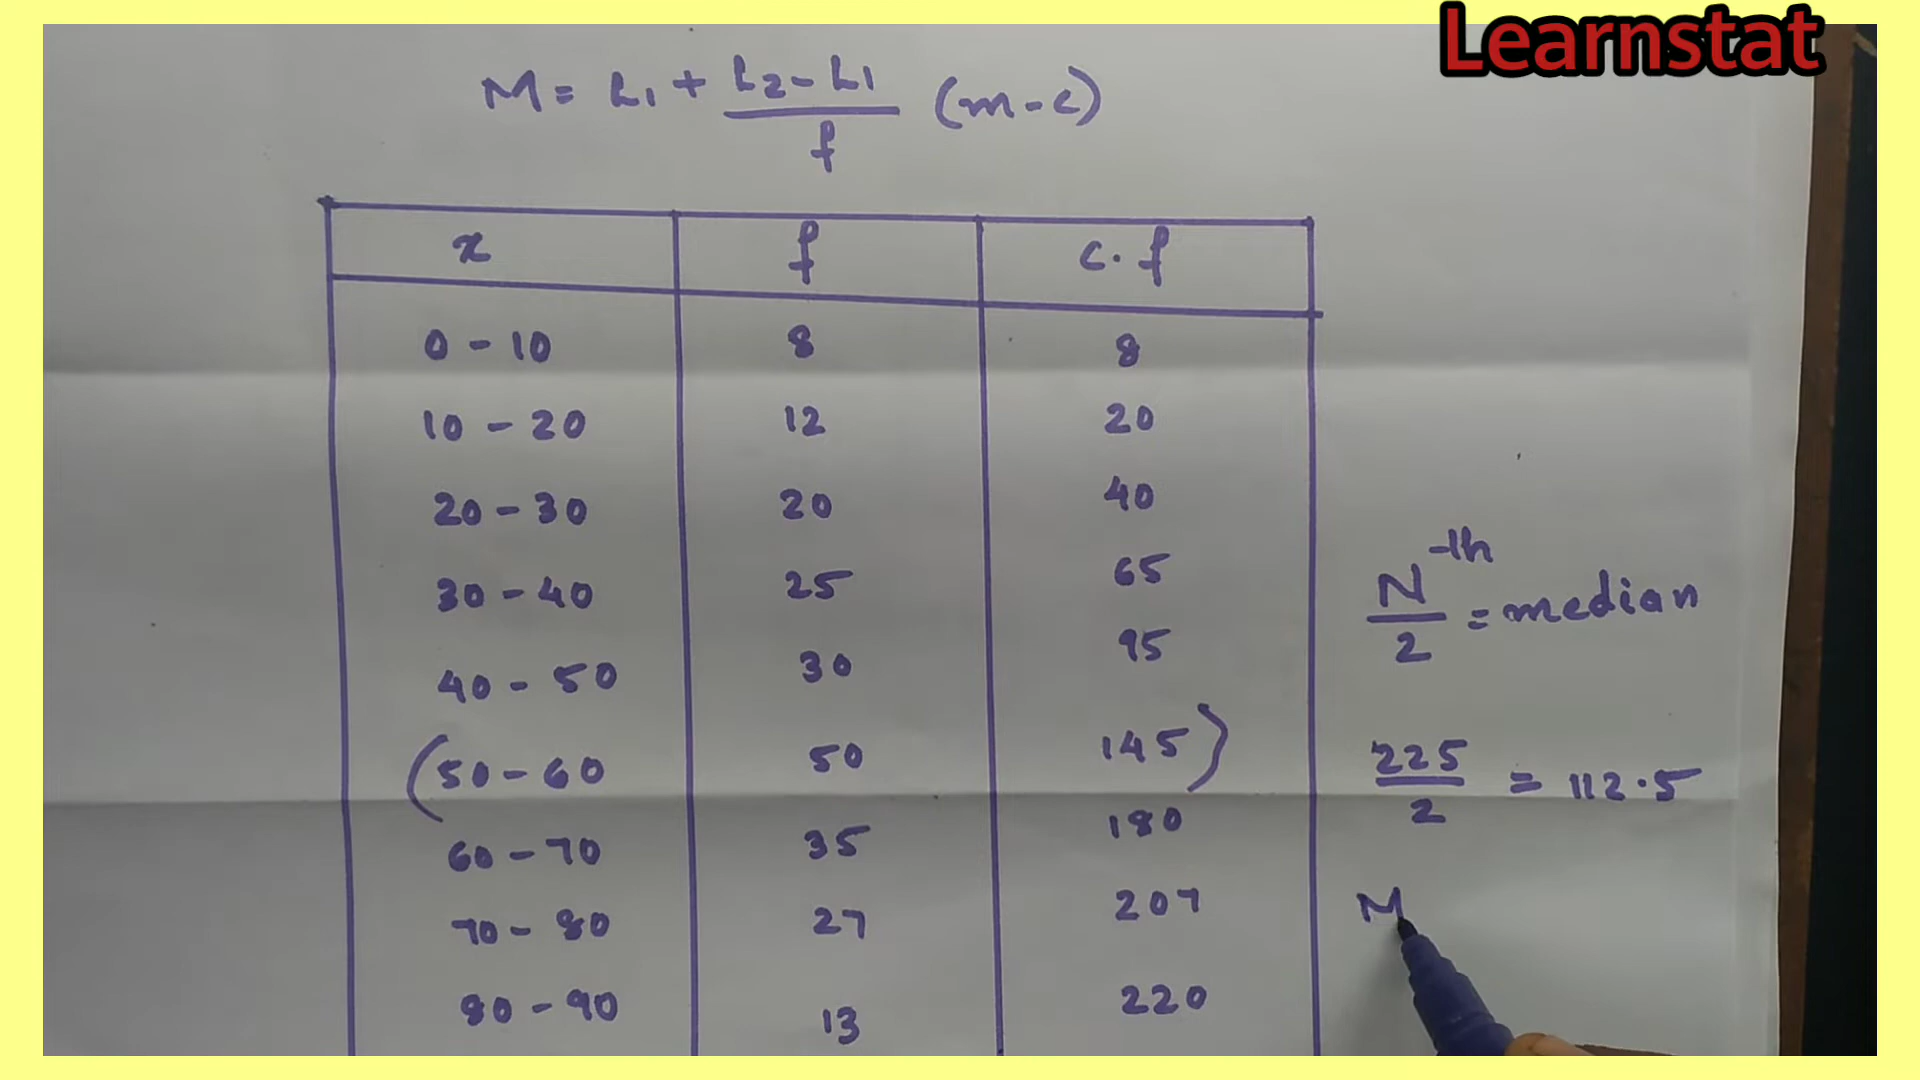 Learnstat
M = L1 + L2 - L1 / f (m - c)
x f c.f
0 - 10 8 8
10 - 20 12 20
20 - 30 20 40
30 - 40 25 65
40 - 50 30 95
(50 - 60 50 145)
60 - 70 35 180
70 - 80 27 207
80 - 90 13 220
N/2 th = median
225/2 = 112.5
M